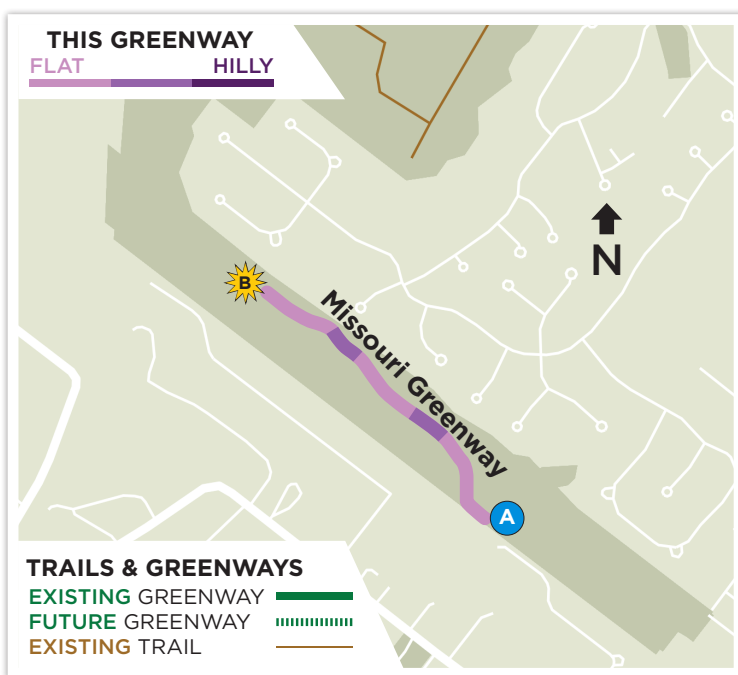 THIS GREENWAY
FLAT HILLY
N
B
Missouri Greenway
A
TRAILS & GREENWAYS
EXISTING GREENWAY
FUTURE GREENWAY
EXISTING TRAIL